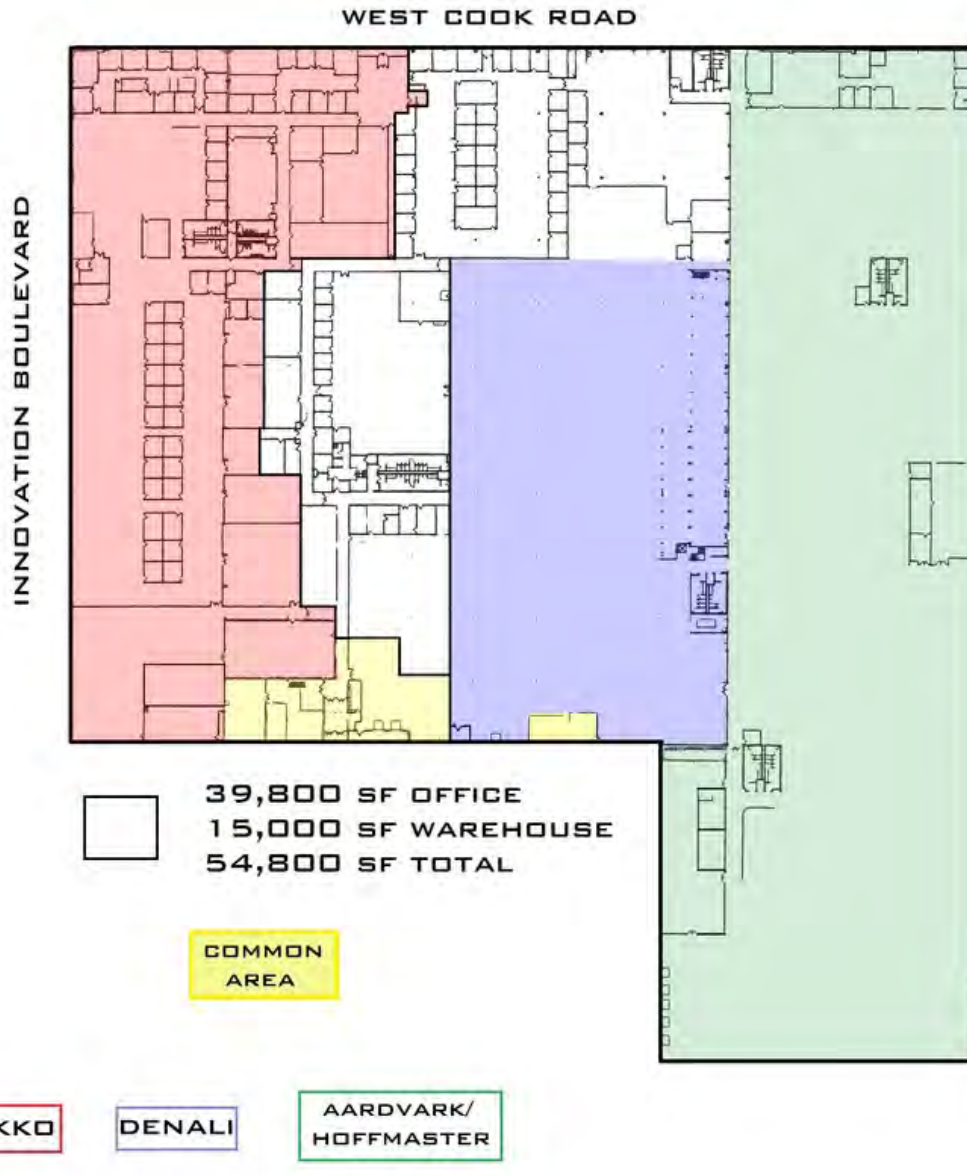 WEST COOK ROAD
INNOVATION BOULEVARD
39,800 SF OFFICE
15,000 SF WAREHOUSE
54,800 SF TOTAL
COMMON
AREA
KKO
DENALI
AARDVARK/
HOFFMASTER